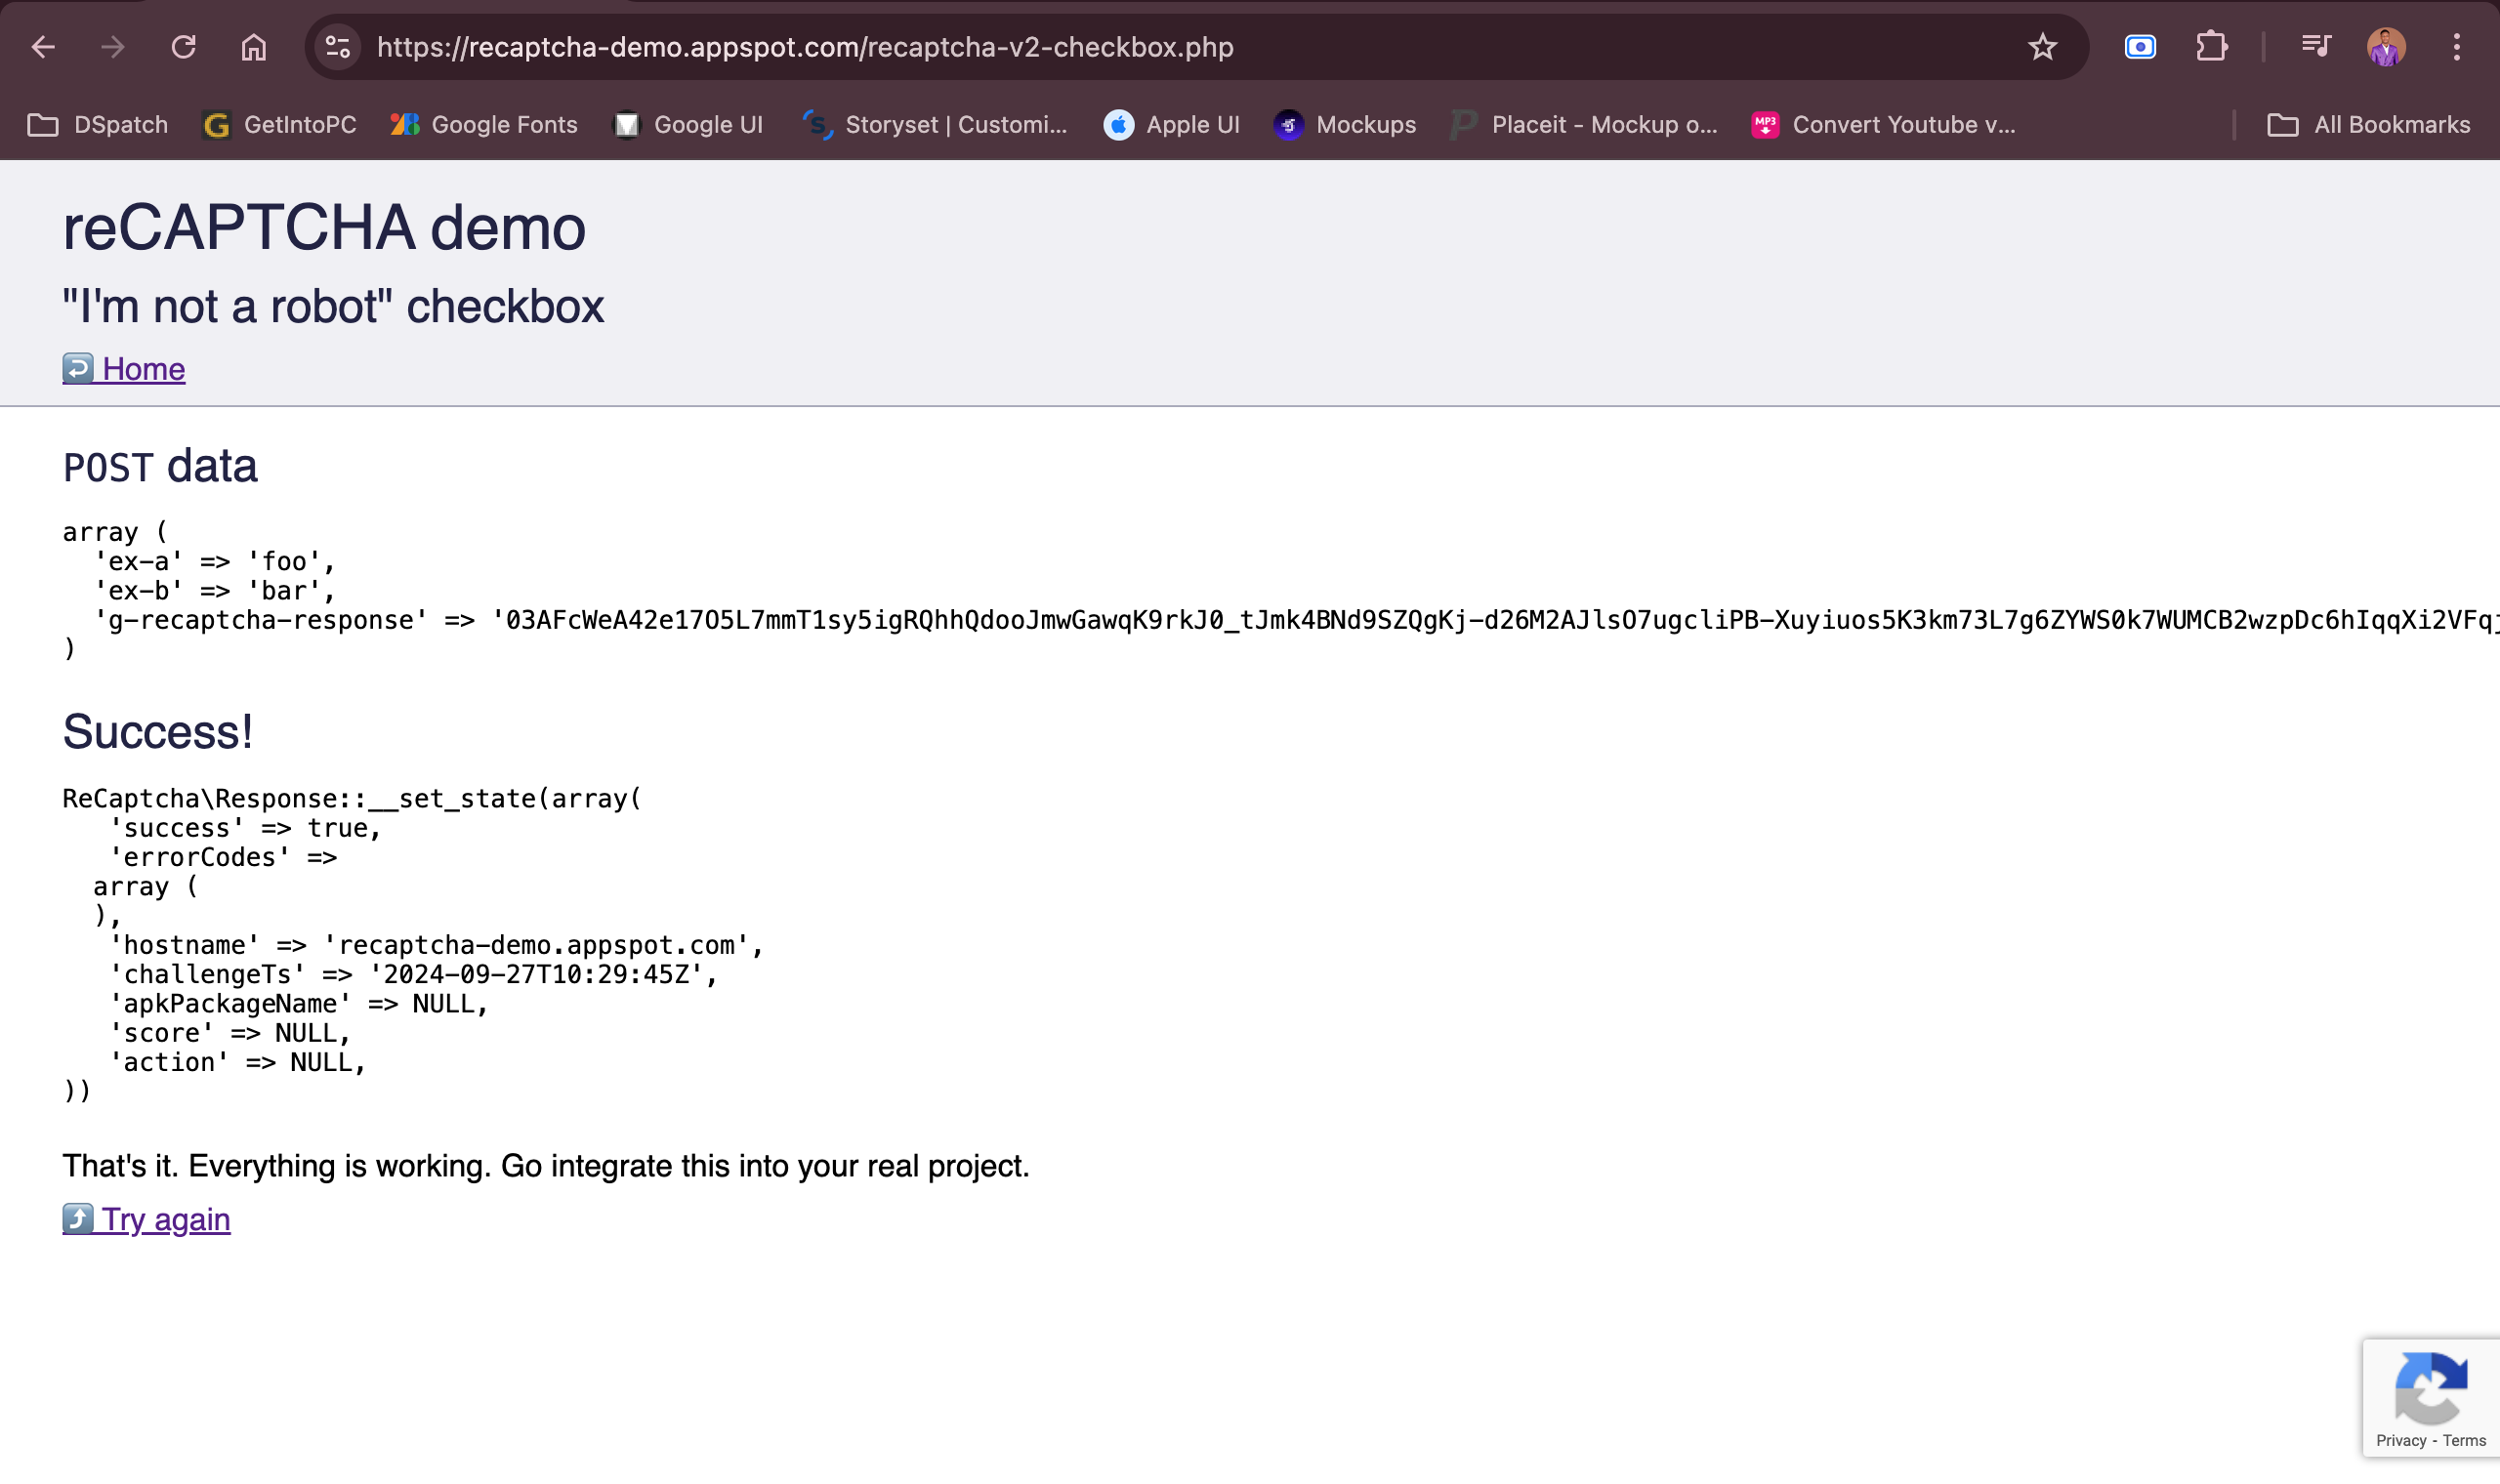 https://recaptcha-demo.appspot.com/recaptcha-v2-checkbox.php
DSpatch GetIntoPC Google Fonts Google UI Storyset | Customi... Apple UI Mockups Placeit - Mockup o... MP3 Convert Youtube v... All Bookmarks
reCAPTCHA demo
"I'm not a robot" checkbox
Home
POST data
array (
  'ex-a' => 'foo',
  'ex-b' => 'bar',
  'g-recaptcha-response' => '03AFcWeA42e17O5L7mmT1sy5igRQhhQdooJmwGawqK9rkJ0_tJmk4BNd9SZQgKj-d26M2AJlsO7ugcliPB-Xuyiuos5K3km73L7g6ZYWS0k7WUMCB2wzpDc6hIqqXi2VFqj
)
Success!
ReCaptcha\Response::__set_state(array(
   'success' => true,
   'errorCodes' =>
  array (
  ),
   'hostname' => 'recaptcha-demo.appspot.com',
   'challengeTs' => '2024-09-27T10:29:45Z',
   'apkPackageName' => NULL,
   'score' => NULL,
   'action' => NULL,
))
That's it. Everything is working. Go integrate this into your real project.
Try again
Privacy - Terms